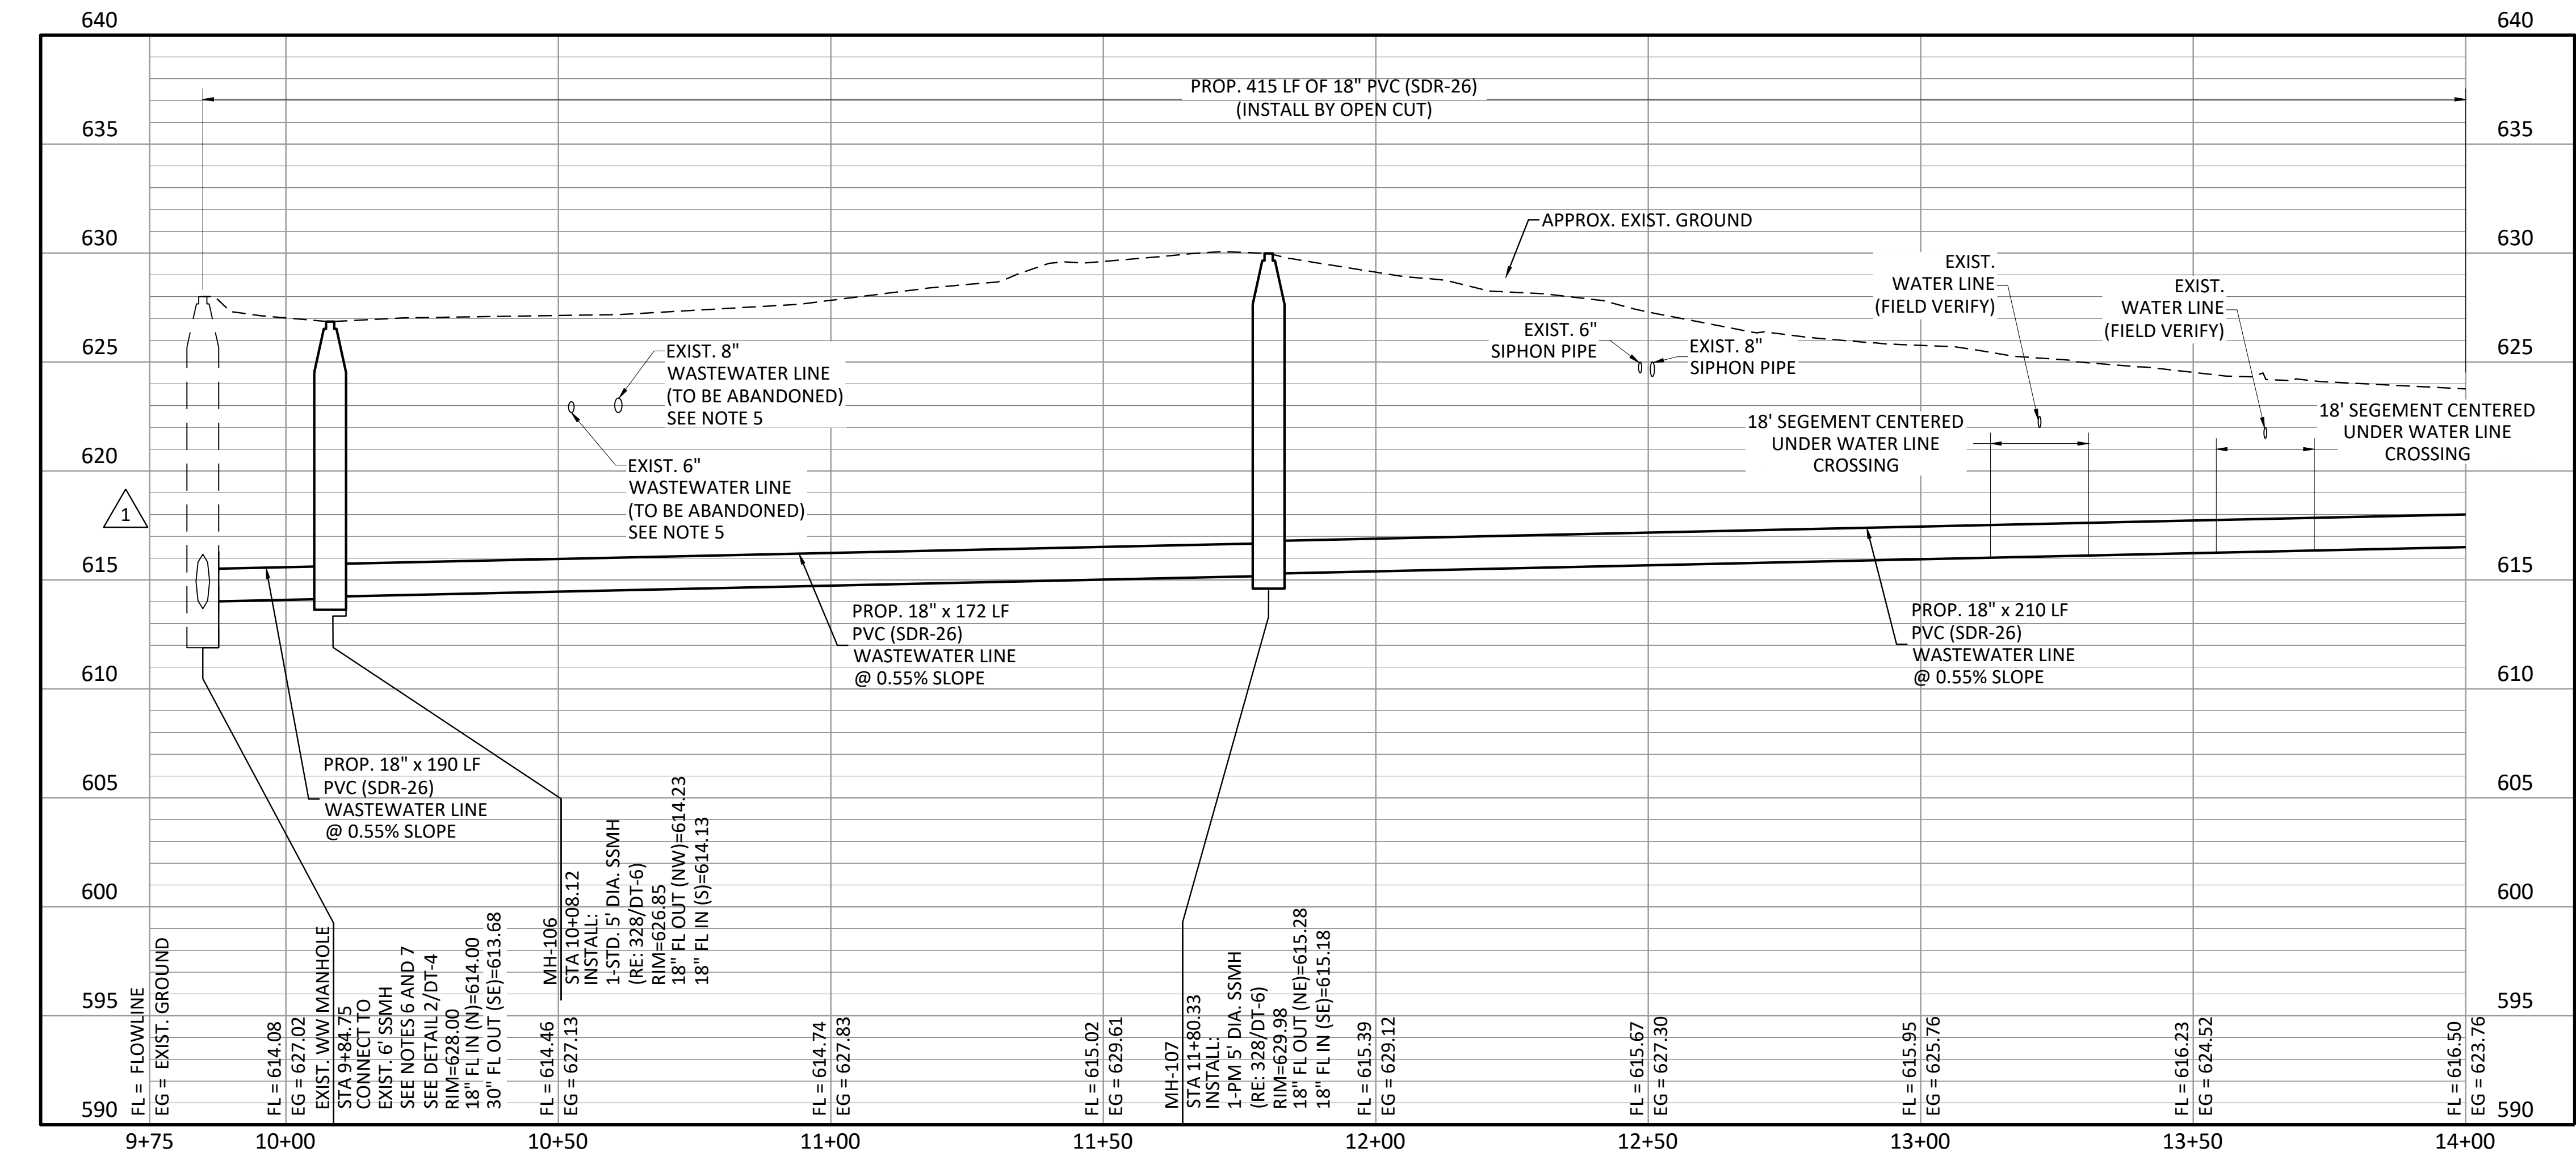 640
640
PROP. 415 LF OF 18" PVC (SDR-26)
(INSTALL BY OPEN CUT)
635
635
630
630
APPROX. EXIST. GROUND
EXIST.
WATER LINE
(FIELD VERIFY)
EXIST.
WATER LINE
(FIELD VERIFY)
625
625
EXIST. 6"
SIPHON PIPE
EXIST. 8"
SIPHON PIPE
EXIST. 8"
WASTEWATER LINE
(TO BE ABANDONED)
SEE NOTE 5
18' SEGEMENT CENTERED
UNDER WATER LINE
CROSSING
18' SEGEMENT CENTERED
UNDER WATER LINE
CROSSING
620
620
EXIST. 6"
WASTEWATER LINE
(TO BE ABANDONED)
SEE NOTE 5
1
615
615
PROP. 18" x 172 LF
PVC (SDR-26)
WASTEWATER LINE
@ 0.55% SLOPE
PROP. 18" x 210 LF
PVC (SDR-26)
WASTEWATER LINE
@ 0.55% SLOPE
610
610
PROP. 18" x 190 LF
PVC (SDR-26)
WASTEWATER LINE
@ 0.55% SLOPE
605
605
600
600
595
595
590
590
FL = FLOWLINE
EG = EXIST. GROUND
FL = 614.08
EG = 627.02
EXIST. WW MANHOLE
STA 9+84.75
CONNECT TO
EXIST. 6' SSMH
SEE NOTES 6 AND 7
SEE DETAIL 2/DT-4
RIM=628.00
18" FL IN (N)=614.00
30" FL OUT (SE)=613.68
MH-106
STA 10+08.12
INSTALL:
1-STD. 5' DIA. SSMH
(RE: 328/DT-6)
RIM=626.85
18" FL OUT (NW)=614.23
18" FL IN (S)=614.13
FL = 614.46
EG = 627.13
FL = 614.74
EG = 627.83
FL = 615.02
EG = 629.61
MH-107
STA 11+80.33
INSTALL:
1-PM 5' DIA. SSMH
(RE: 328/DT-6)
RIM=629.98
18" FL OUT (NE)=615.28
18" FL IN (SE)=615.18
FL = 615.39
EG = 629.12
FL = 615.67
EG = 627.30
FL = 615.95
EG = 625.76
FL = 616.23
EG = 624.52
FL = 616.50
EG = 623.76
9+75
10+00
10+50
11+00
11+50
12+00
12+50
13+00
13+50
14+00